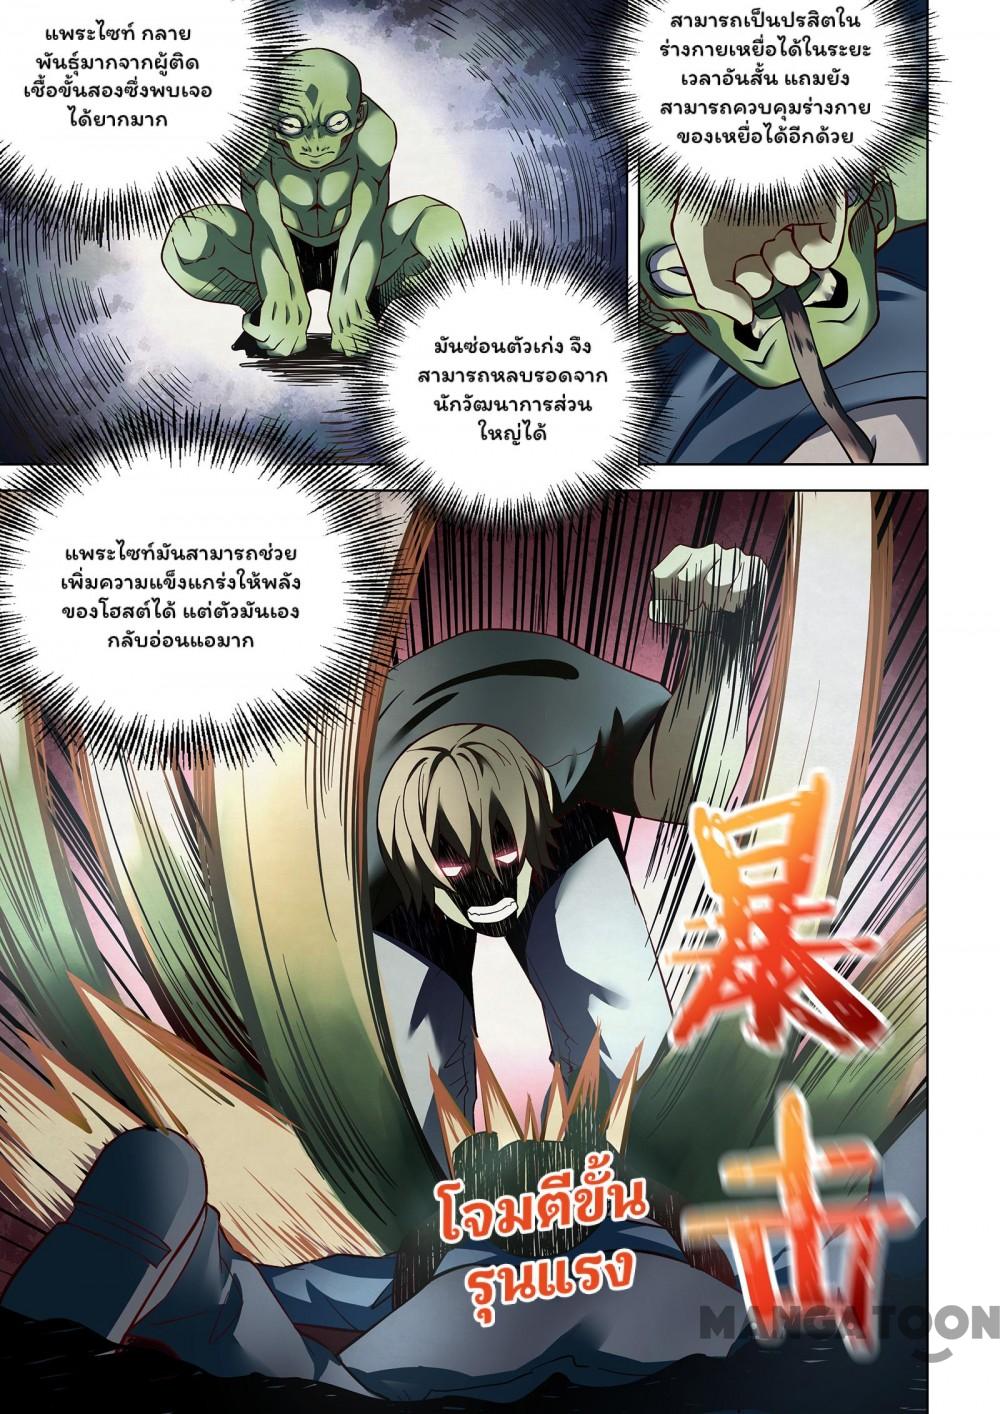 แพระไซท์ กลาย
พันธุ์มากจากผู้ติด
เชื้อขั้นสองซึ่งพบเจอ
ได้ยากมาก
สามารถเป็นปรสิตใน
ร่างกายเหยื่อได้ในระยะ
เวลาอันสั้น แถมยัง
สามารถควบคุมร่างกาย
ของเหยื่อได้อีกด้วย
มันซ่อนตัวเก่ง จึง
สามารถหลบรอดจาก
นักวัฒนาการส่วน
ใหญ่ได้
แพระไซท์มันสามารถช่วย
เพิ่มความแข็งแกร่งให้พลัง
ของโฮสต์ได้ แต่ตัวมันเอง
กลับอ่อนแอมาก
暴
击
โจมตีขั้น
รุนแรง
MANGATOON